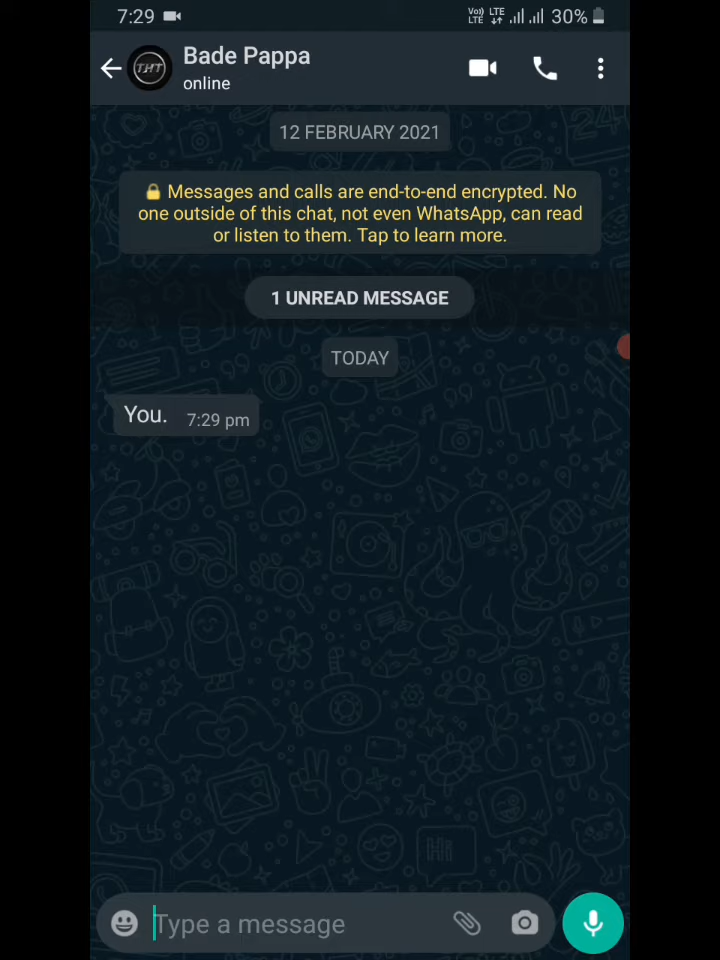 7:29 Vo) LTE LTE 30%
THT Bade Pappa
online
12 FEBRUARY 2021
Messages and calls are end-to-end encrypted. No
one outside of this chat, not even WhatsApp, can read
or listen to them. Tap to learn more.
1 UNREAD MESSAGE
TODAY
You. 7:29 pm
Type a message